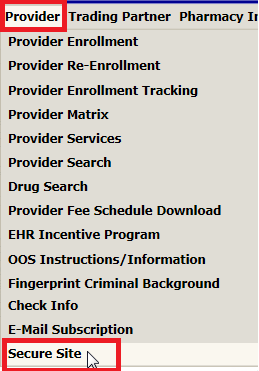 Provider Trading Partner Pharmacy In
Provider Enrollment
Provider Re-Enrollment
Provider Enrollment Tracking
Provider Matrix
Provider Services
Provider Search
Drug Search
Provider Fee Schedule Download
EHR Incentive Program
OOS Instructions/Information
Fingerprint Criminal Background
Check Info
E-Mail Subscription
Secure Site